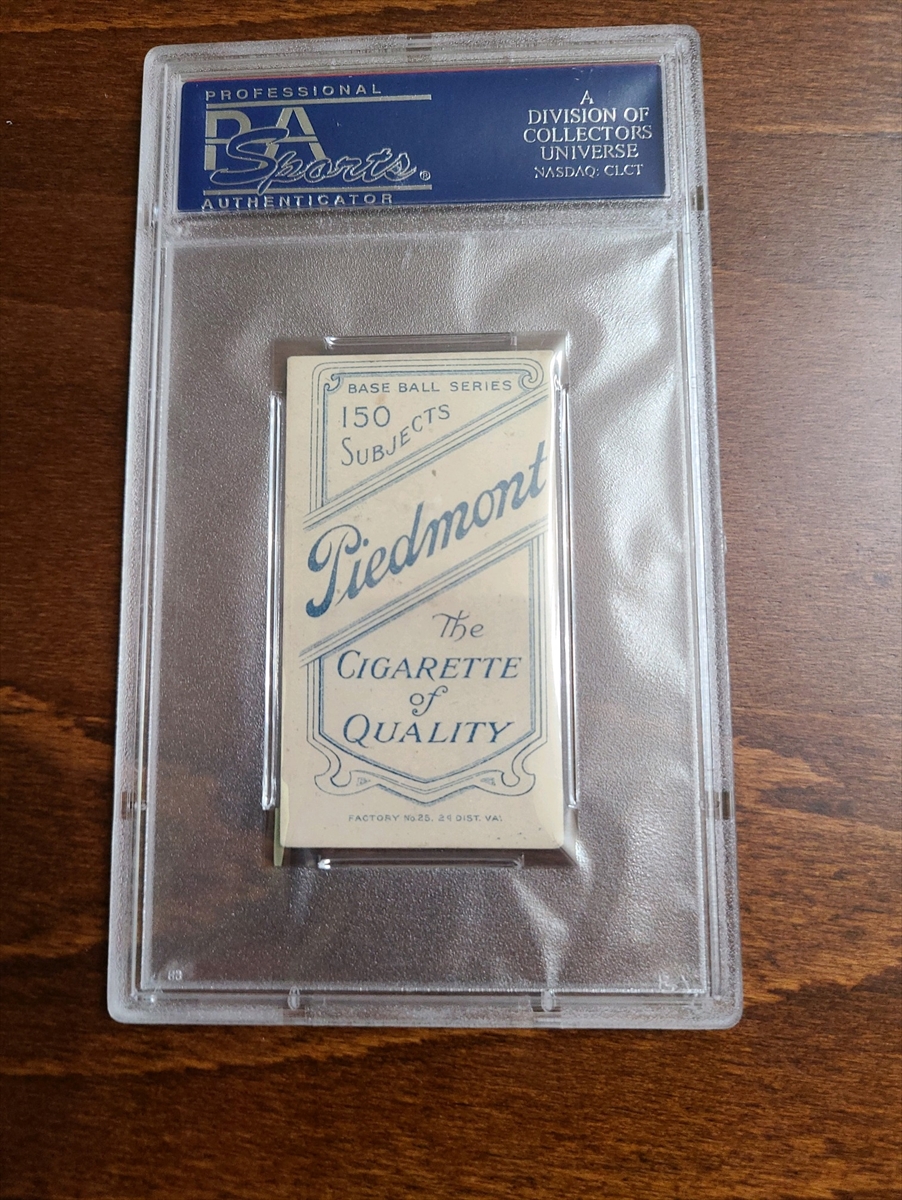 PROFESSIONAL
PSA
Sports®
AUTHENTICATOR
A
DIVISION OF
COLLECTORS
UNIVERSE
NASDAQ: CLCT
BASE BALL SERIES
150
SUBJECTS
Piedmont
The
CIGARETTE
of
QUALITY
FACTORY No 25, 2D DIST. VA.